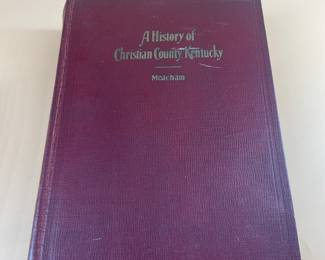 A History of
Christian County, Kentucky
Meacham